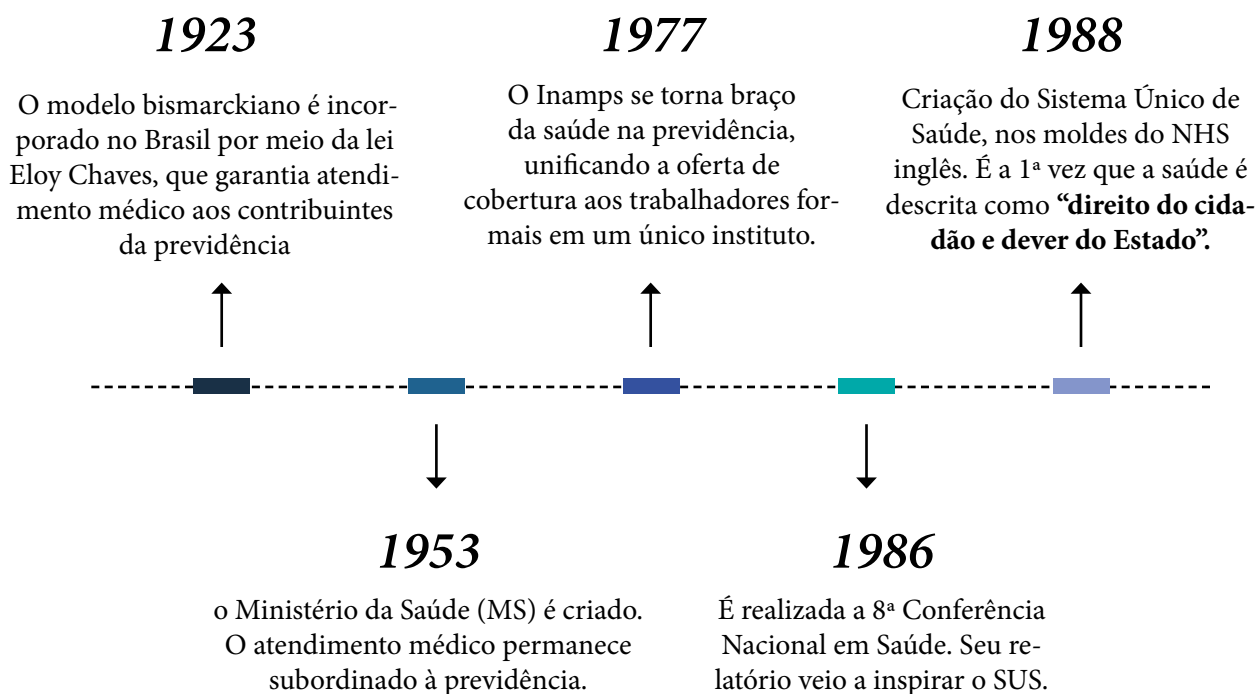 1923
O modelo bismarckiano é incor-
porado no Brasil por meio da lei
Eloy Chaves, que garantia atendi-
mento médico aos contribuintes
da previdência
1953
o Ministério da Saúde (MS) é criado.
O atendimento médico permanece
subordinado à previdência.
1977
O Inamps se torna braço
da saúde na previdência,
unificando a oferta de
cobertura aos trabalhadores for-
mais em um único instituto.
1986
É realizada a 8ª Conferência
Nacional em Saúde. Seu re-
latório veio a inspirar o SUS.
1988
Criação do Sistema Único de
Saúde, nos moldes do NHS
inglês. É a 1ª vez que a saúde é
descrita como “direito do cida-
dão e dever do Estado”.